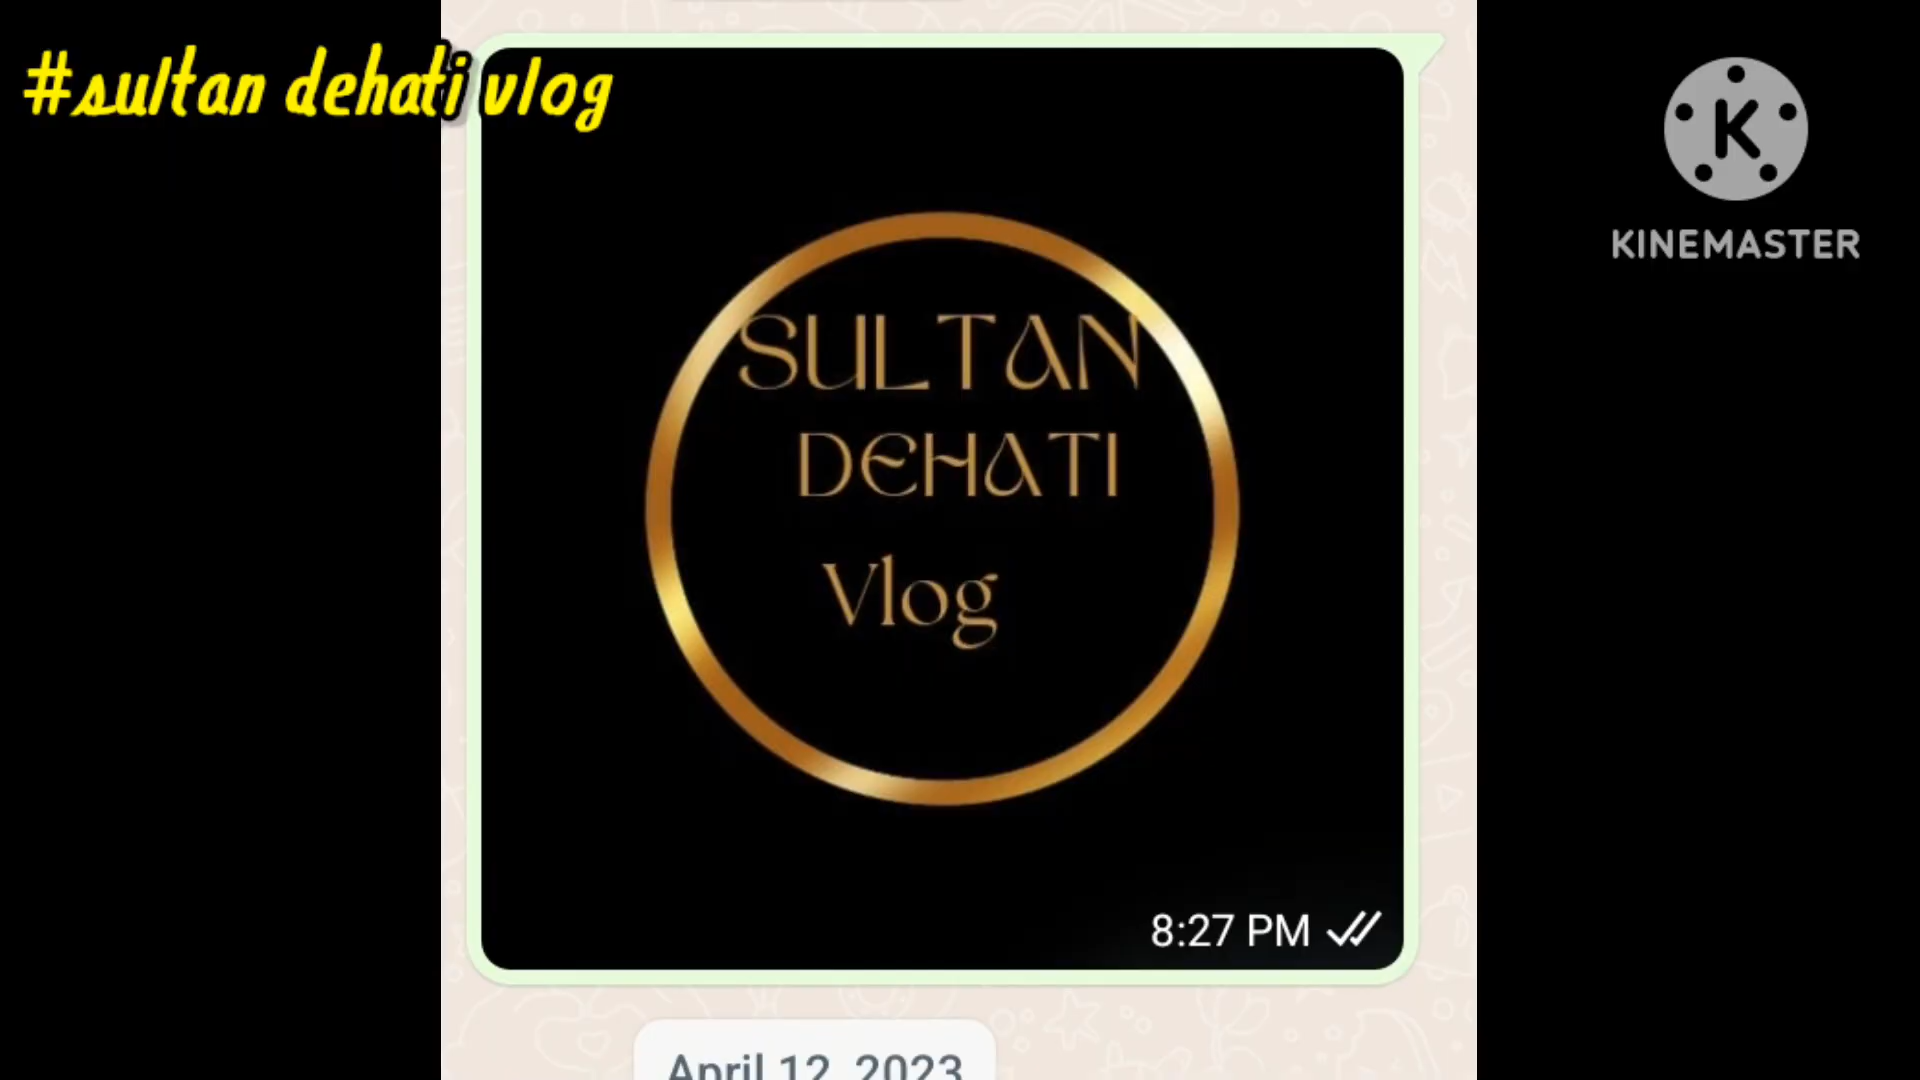 #sultan dehati vlog
K
KINEMASTER
SULTAN
DEHATI
Vlog
8:27 PM
April 12, 2023